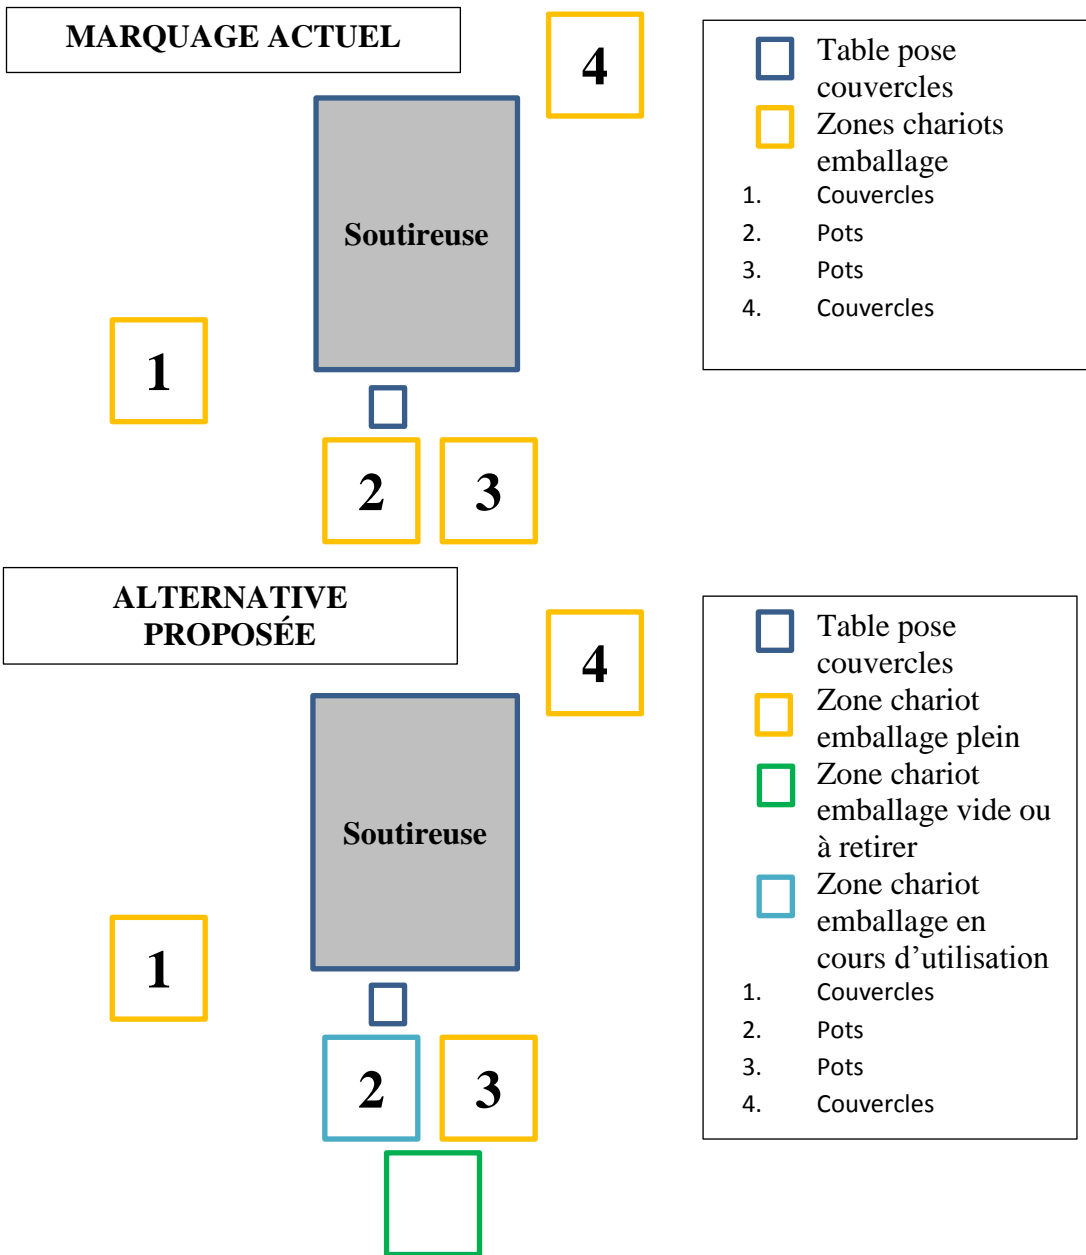 MARQUAGE ACTUEL
4
Soutireuse
1
2 3
Table pose
couvercles
Zones chariots
emballage
1. Couvercles
2. Pots
3. Pots
4. Couvercles
ALTERNATIVE
PROPOSÉE
4
Soutireuse
1
2 3
Table pose
couvercles
Zone chariot
emballage plein
Zone chariot
emballage vide ou
à retirer
Zone chariot
emballage en
cours d’utilisation
1. Couvercles
2. Pots
3. Pots
4. Couvercles